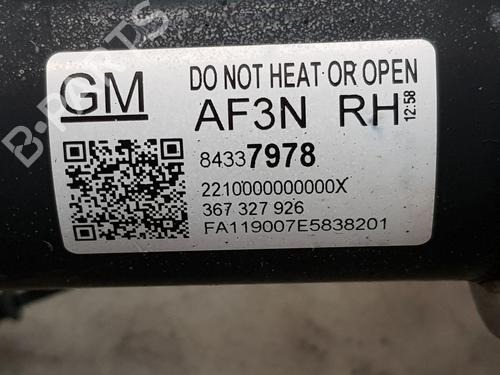 B-PARTS
GM
DO NOT HEAT OR OPEN
AF3N RH
12:58
84337978
2210000000000X
367 327 926
FA119007E5838201